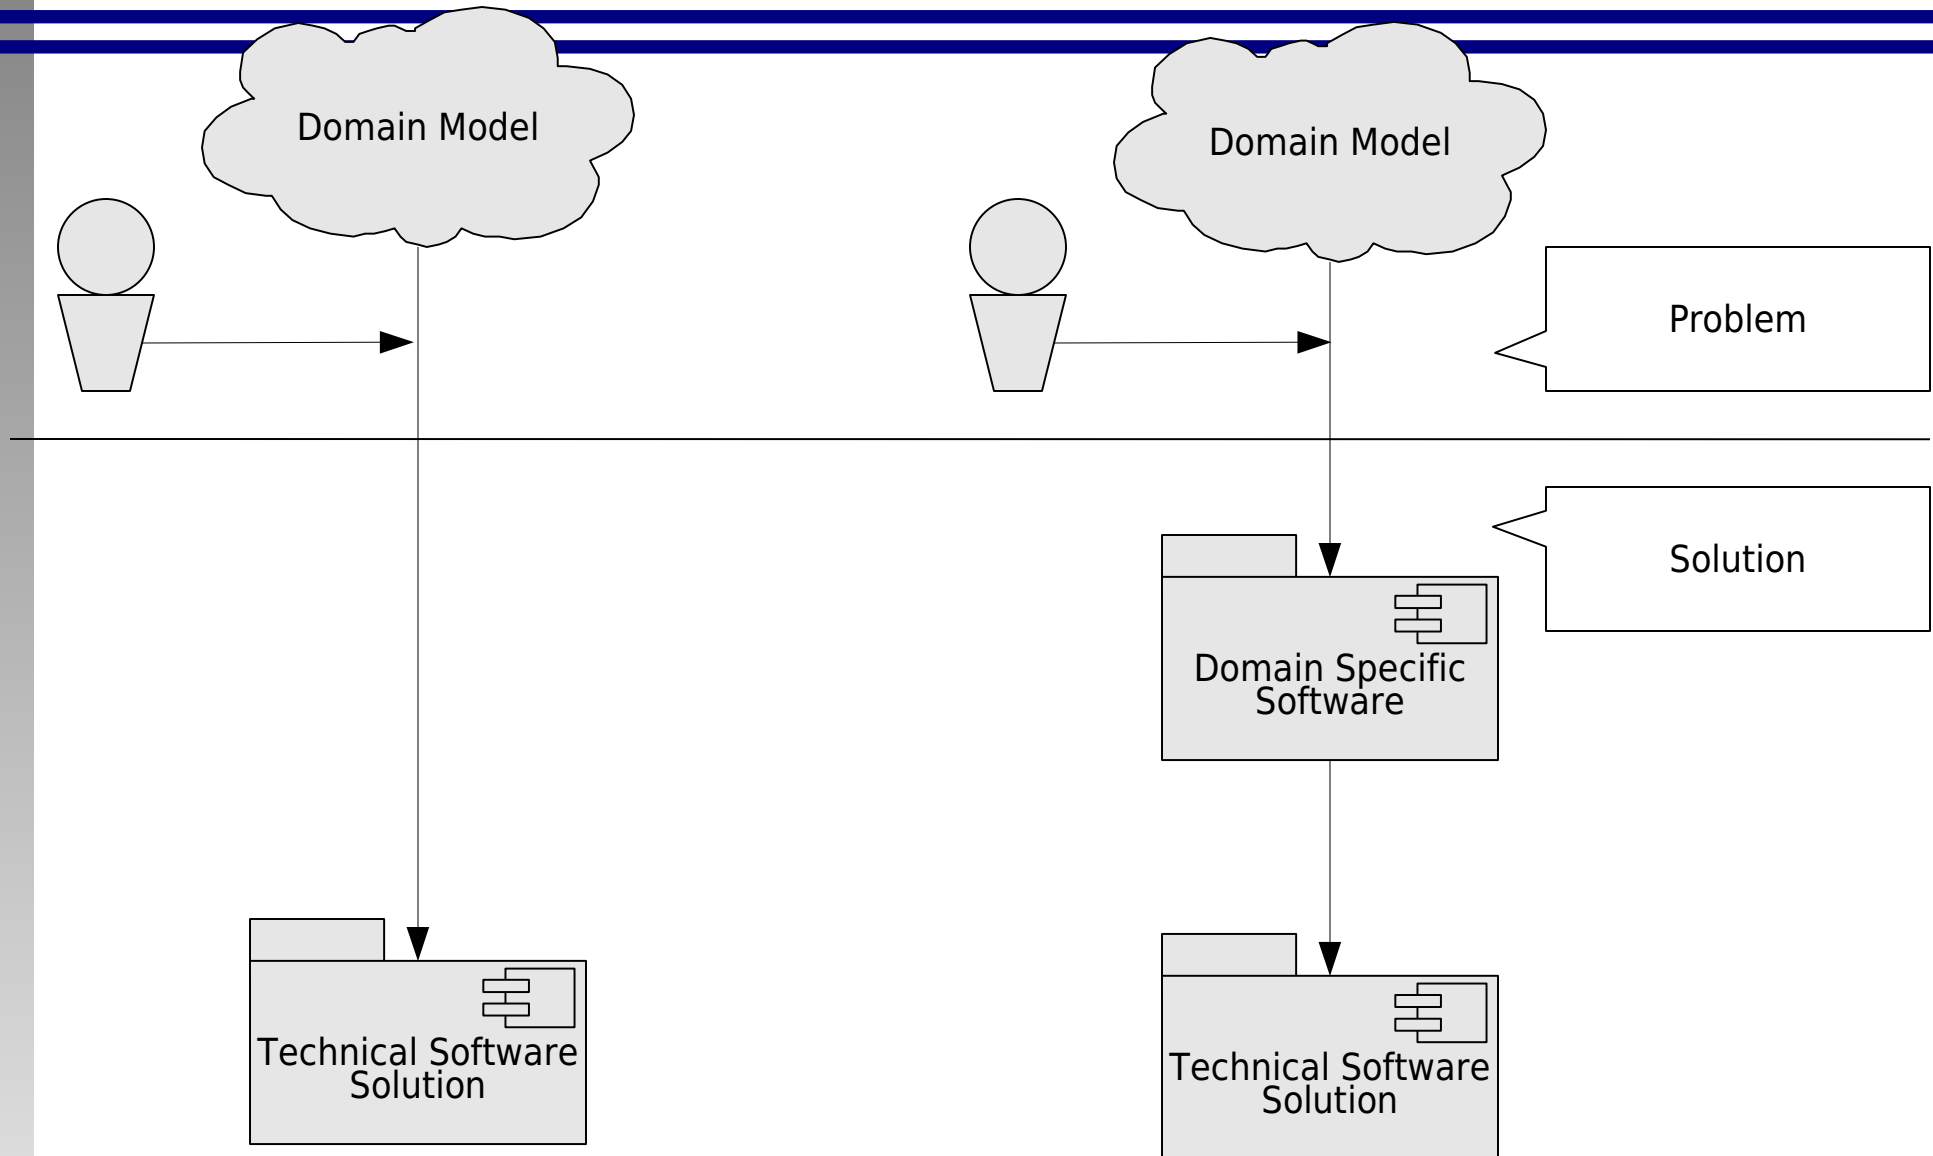 Domain Model
Domain Model
Problem
Solution
Domain Specific
Software
Technical Software
Solution
Technical Software
Solution